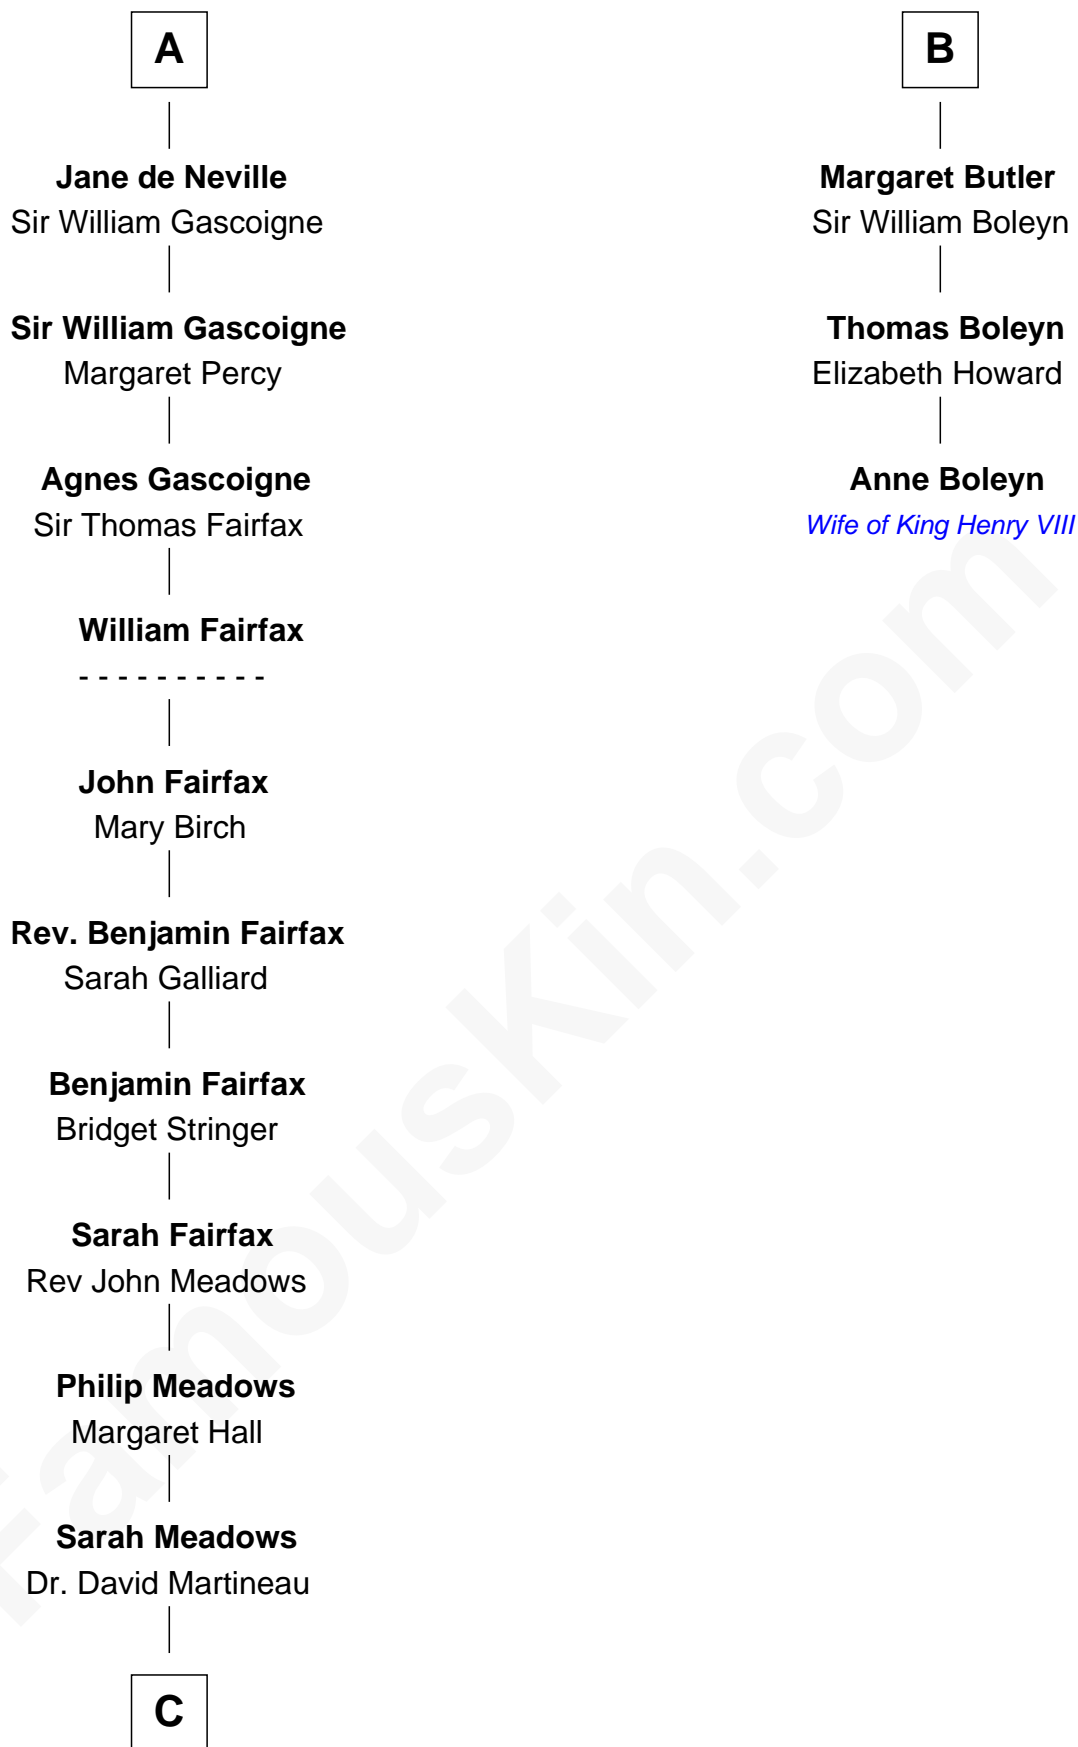 A
Jane de Neville
Sir William Gascoigne
Sir William Gascoigne
Margaret Percy
Agnes Gascoigne
Sir Thomas Fairfax
William Fairfax
- - - - - - - - - -
John Fairfax
Mary Birch
Rev. Benjamin Fairfax
Sarah Galliard
Benjamin Fairfax
Bridget Stringer
Sarah Fairfax
Rev John Meadows
Philip Meadows
Margaret Hall
Sarah Meadows
Dr. David Martineau
C
B
Margaret Butler
Sir William Boleyn
Thomas Boleyn
Elizabeth Howard
Anne Boleyn
Wife of King Henry VIII
FamousKin.com